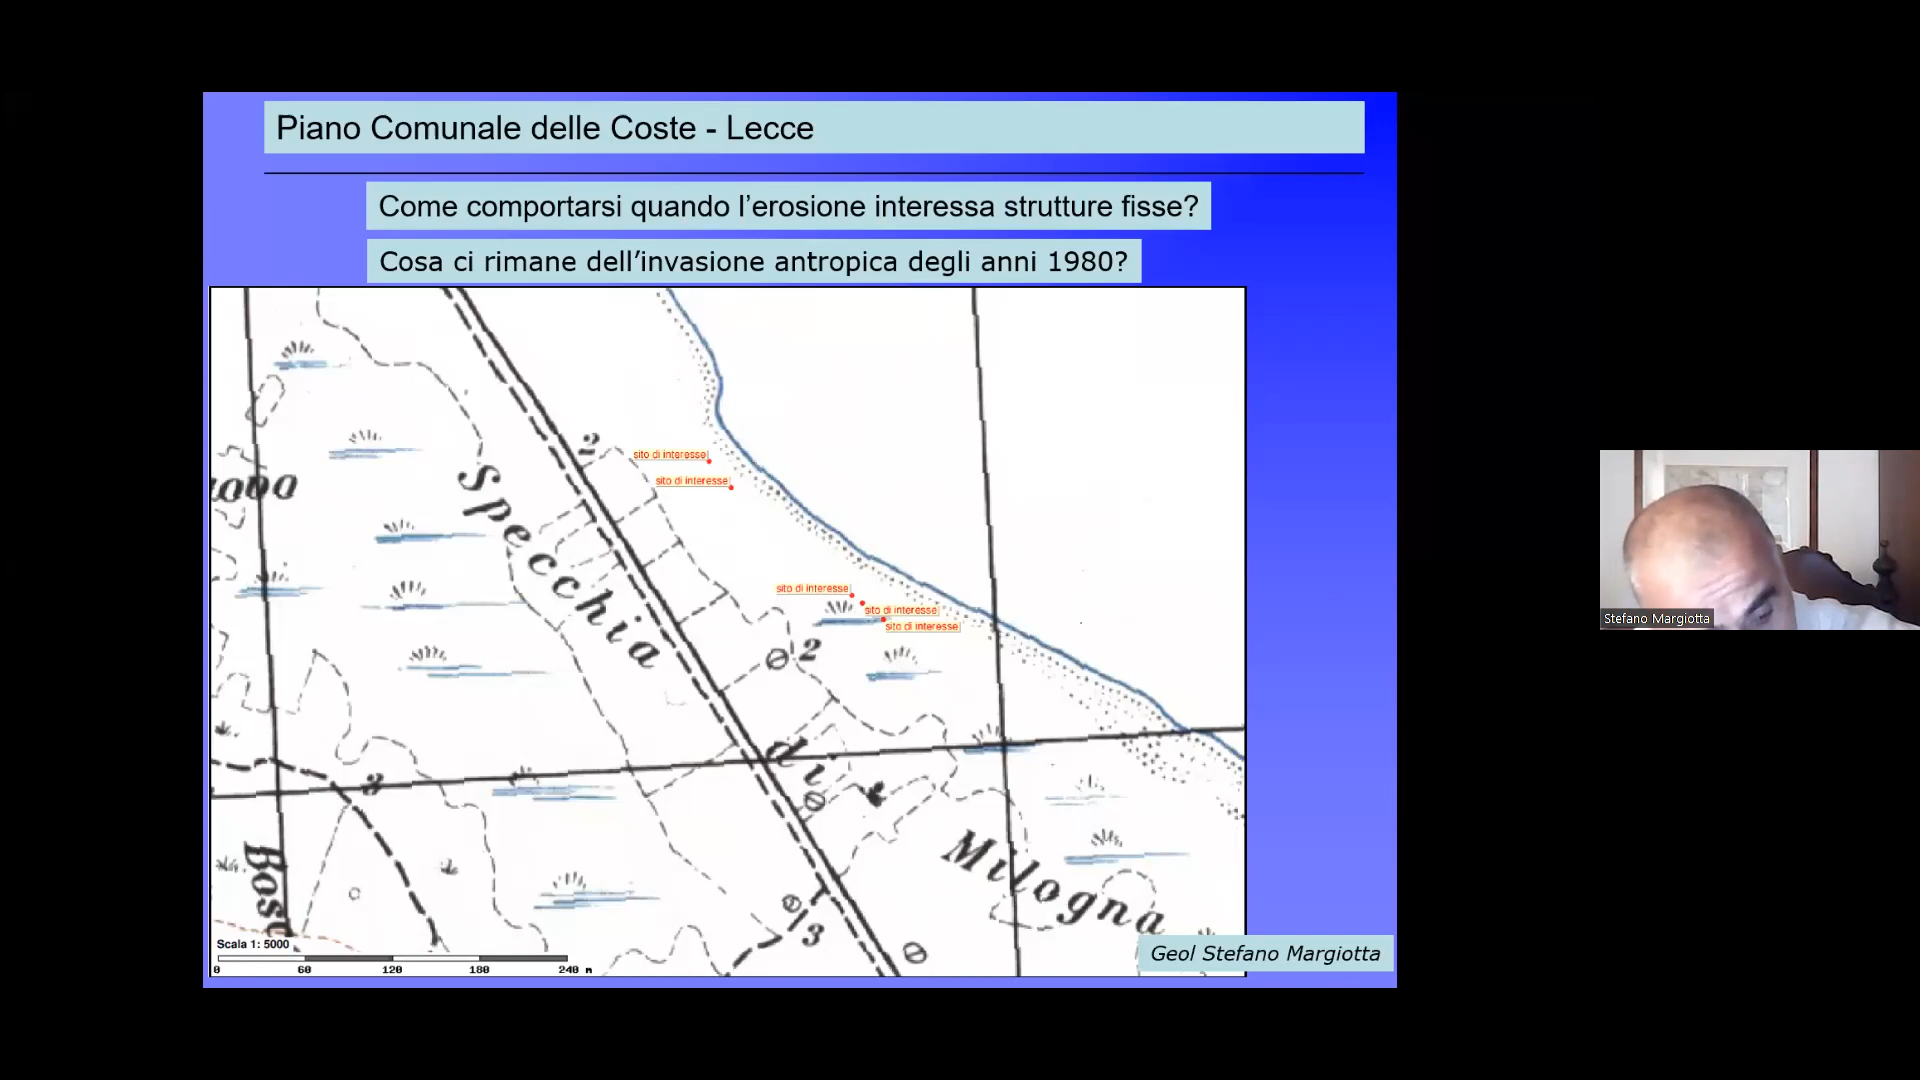 Piano Comunale delle Coste - Lecce
Come comportarsi quando l’erosione interessa strutture fisse?
Cosa ci rimane dell’invasione antropica degli anni 1980?
2
sito di interesse
sito di interesse
Specchia
sito di interesse
sito di interesse
sito di interesse
2
di
3
Milogna
3
Scala 1: 5000
0 60 120 180 240 m
Geol Stefano Margiotta
Stefano Margiotta